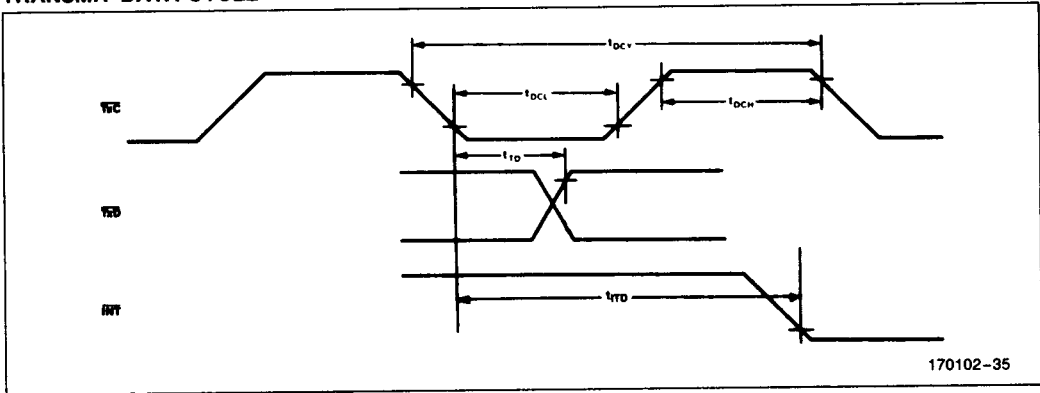 t_DCY
T̅x̅C̅
t_DCL
t_DCH
t_TD
T̅x̅D̅
t_ITD
I̅N̅T̅
170102–35